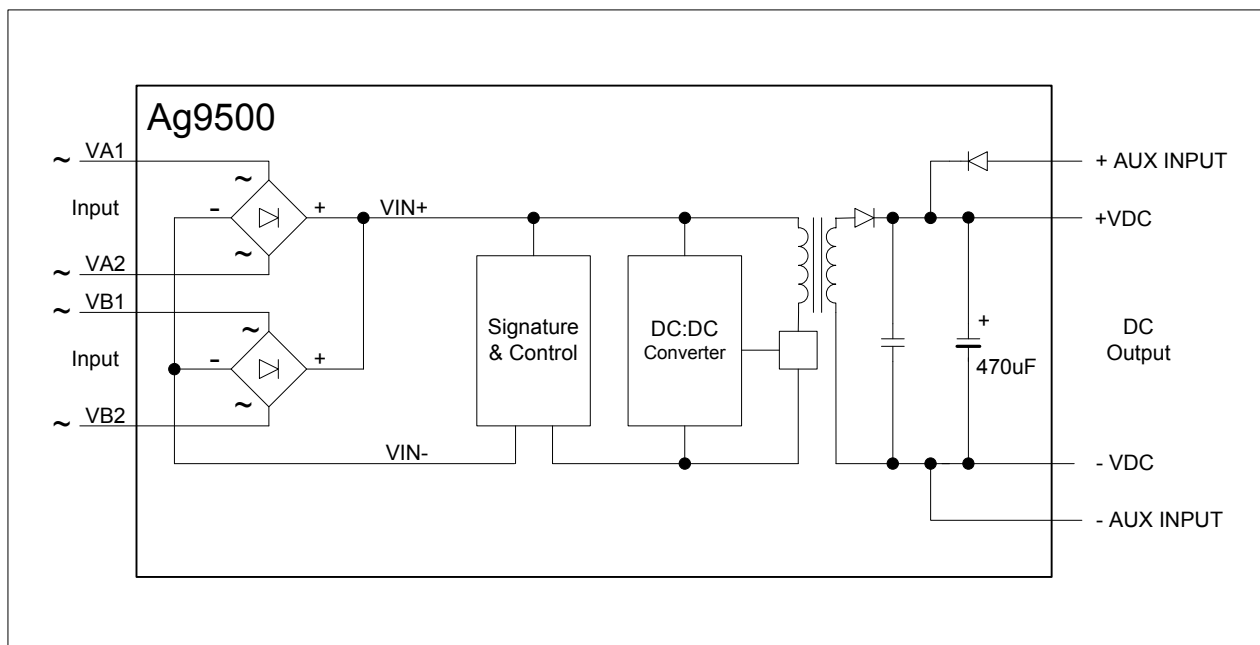 Ag9500
~ VA1
~
Input
-
+
VIN+
~
~ VA2
~ VB1
~
Input
-
+
~
~ VB2
VIN-
Signature
& Control
DC:DC
Converter
+
470uF
+ AUX INPUT
+VDC
DC
Output
- VDC
- AUX INPUT